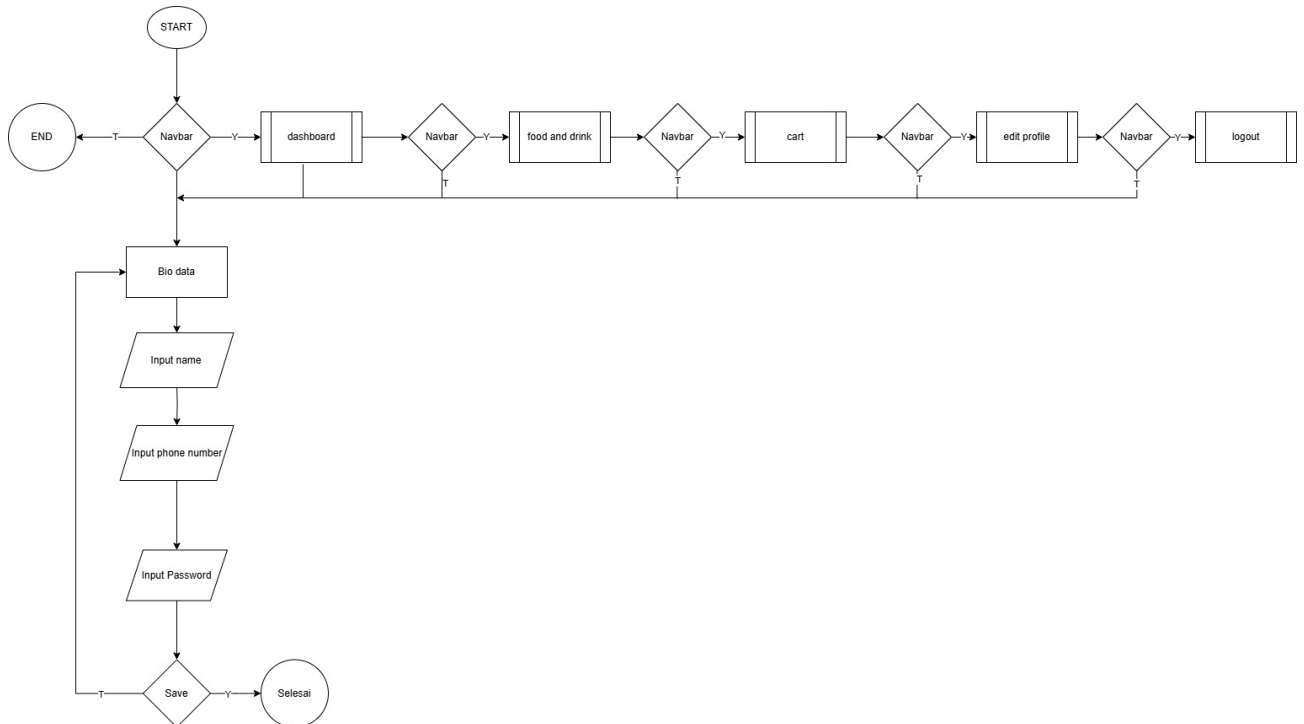 START
END
T
Navbar
Y
dashboard
Navbar
Y
food and drink
Navbar
Y
cart
Navbar
Y
edit profile
Navbar
Y
logout
T
T
T
T
Bio data
Input name
Input phone number
Input Password
T
Save
Y
Selesai